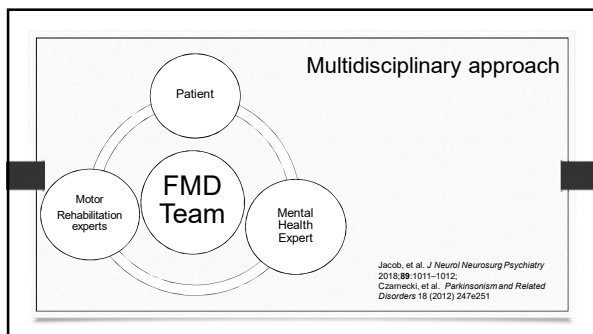 Multidisciplinary approach
Patient
FMD
Team
Motor
Rehabilitation
experts
Mental
Health
Expert
Jacob, et al. J Neurol Neurosurg Psychiatry
2018;89:1011–1012;
Czarnecki, et al. Parkinsonism and Related
Disorders 18 (2012) 247e251